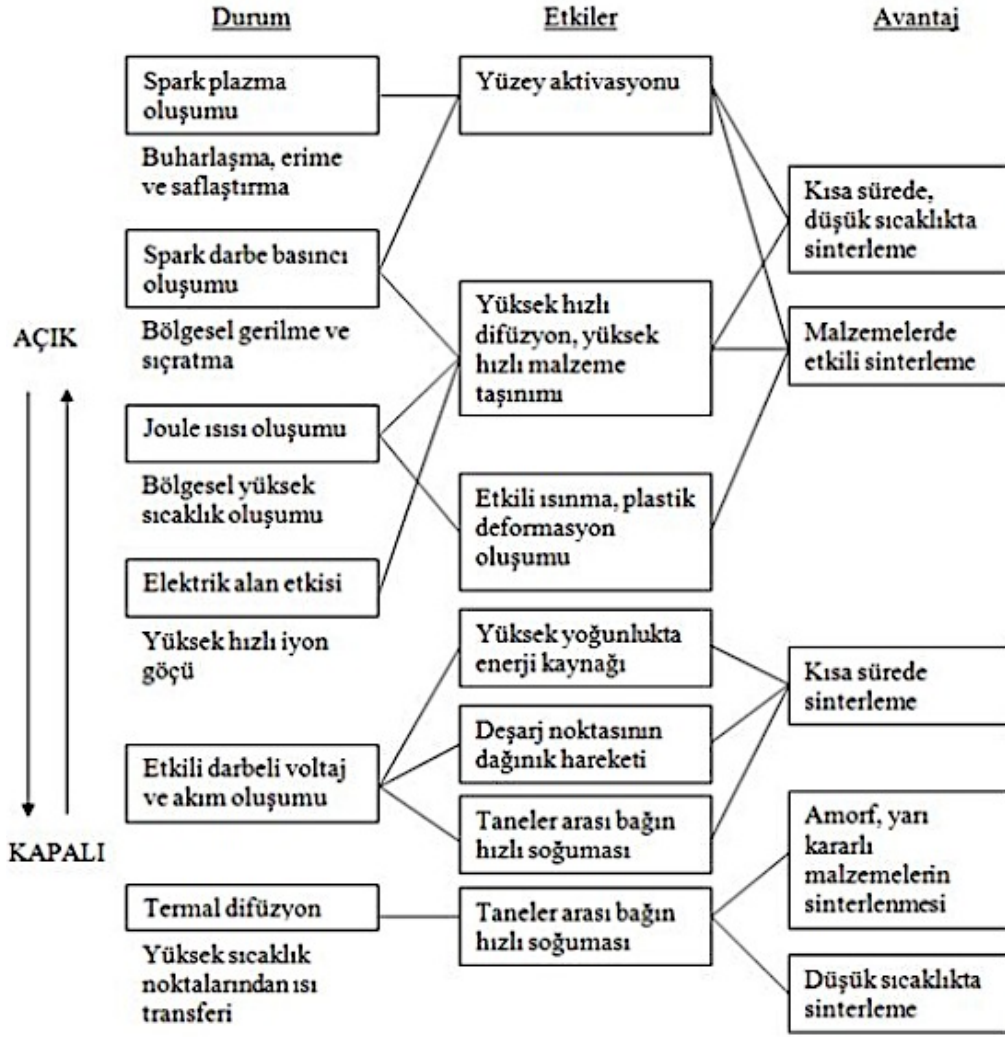 Durum
Etkiler
Avantaj
Spark plazma
oluşumu
Buharlaşma, erime
ve saflaştırma
Spark darbe basıncı
oluşumu
Bölgesel gerilme ve
sıçratma
Joule ısısı oluşumu
Bölgesel yüksek
sıcaklık oluşumu
Elektrik alan etkisi
Yüksek hızlı iyon
göçü
Etkili darbeli voltaj
ve akım oluşumu
Termal difüzyon
Yüksek sıcaklık
noktalarından ısı
transferi
AÇIK
KAPALI
Yüzey aktivasyonu
Yüksek hızlı
difüzyon, yüksek
hızlı malzeme
taşınımı
Etkili ısınma, plastik
deformasyon
oluşumu
Yüksek yoğunlukta
enerji kaynağı
Deşarj noktasının
dağınık hareketi
Taneler arası bağın
hızlı soğuması
Taneler arası bağın
hızlı soğuması
Kısa sürede,
düşük sıcaklıkta
sinterleme
Malzemelerde
etkili sinterleme
Kısa sürede
sinterleme
Amorf, yarı
kararlı
malzemelerin
sinterlenmesi
Düşük sıcaklıkta
sinterleme